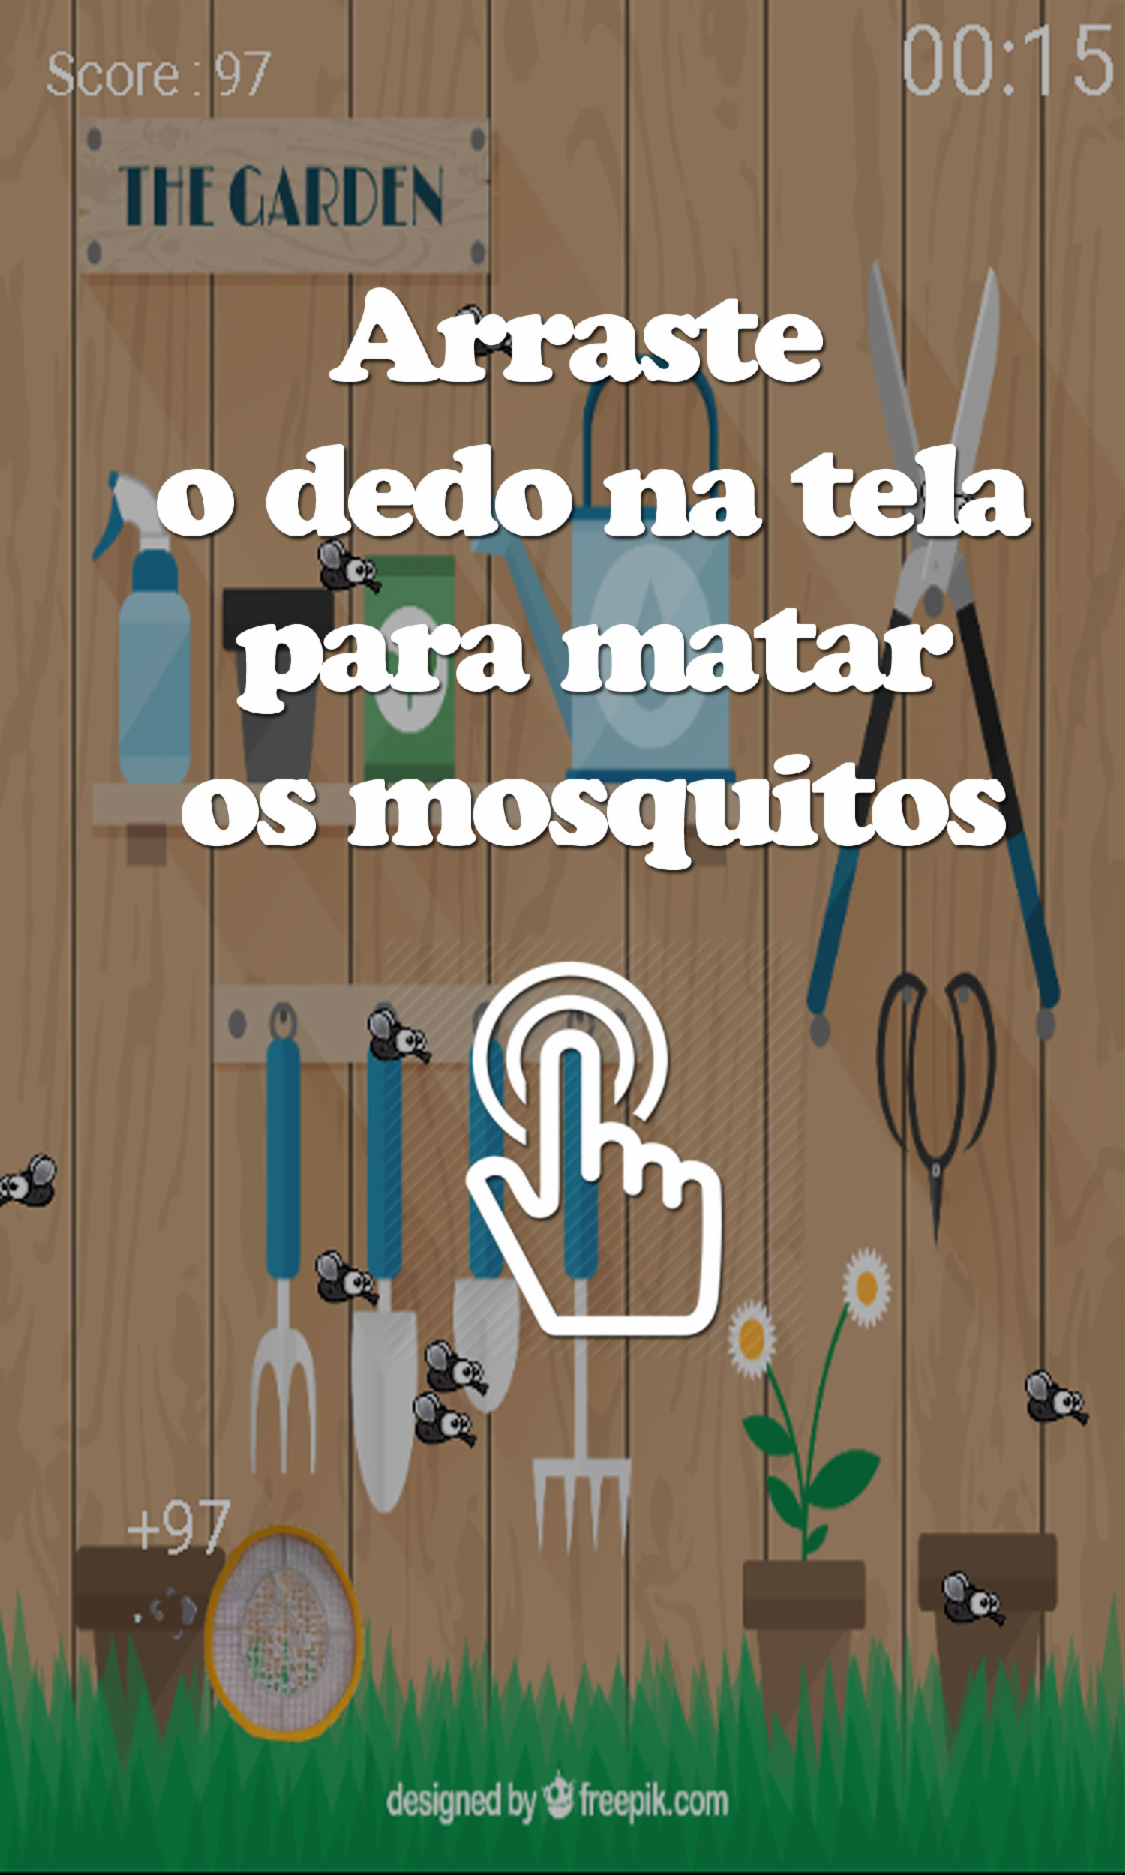 Score : 97
00:15
THE GARDEN
Arraste
o dedo na tela
para matar
os mosquitos
+97
designed by freepik.com